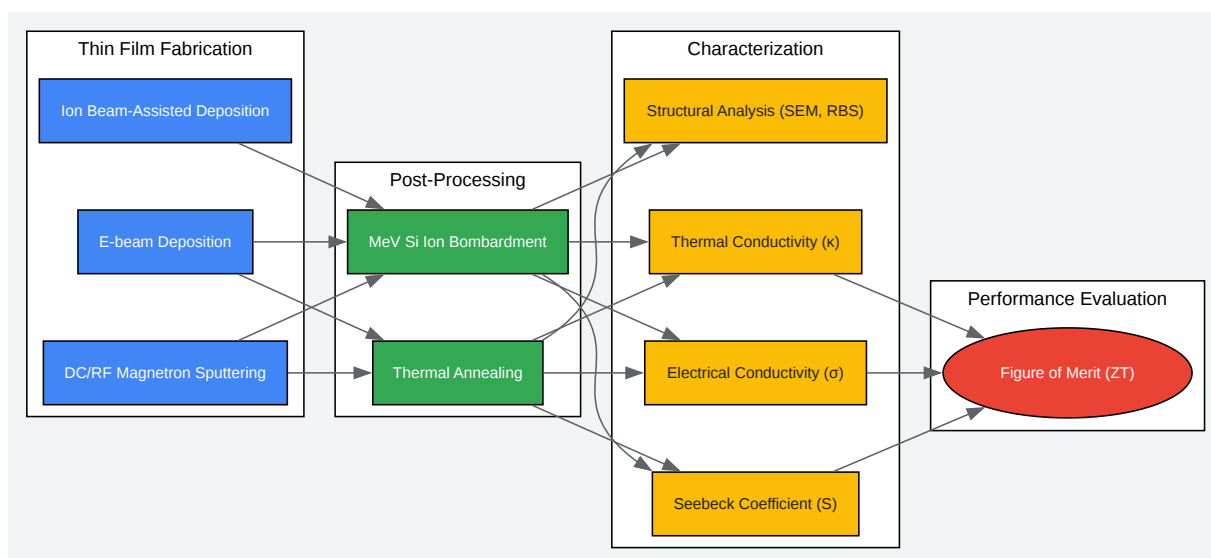 Thin Film Fabrication
Ion Beam-Assisted Deposition
E-beam Deposition
DC/RF Magnetron Sputtering
Post-Processing
MeV Si Ion Bombardment
Thermal Annealing
Characterization
Structural Analysis (SEM, RBS)
Thermal Conductivity (κ)
Electrical Conductivity (σ)
Seebeck Coefficient (S)
Performance Evaluation
Figure of Merit (ZT)